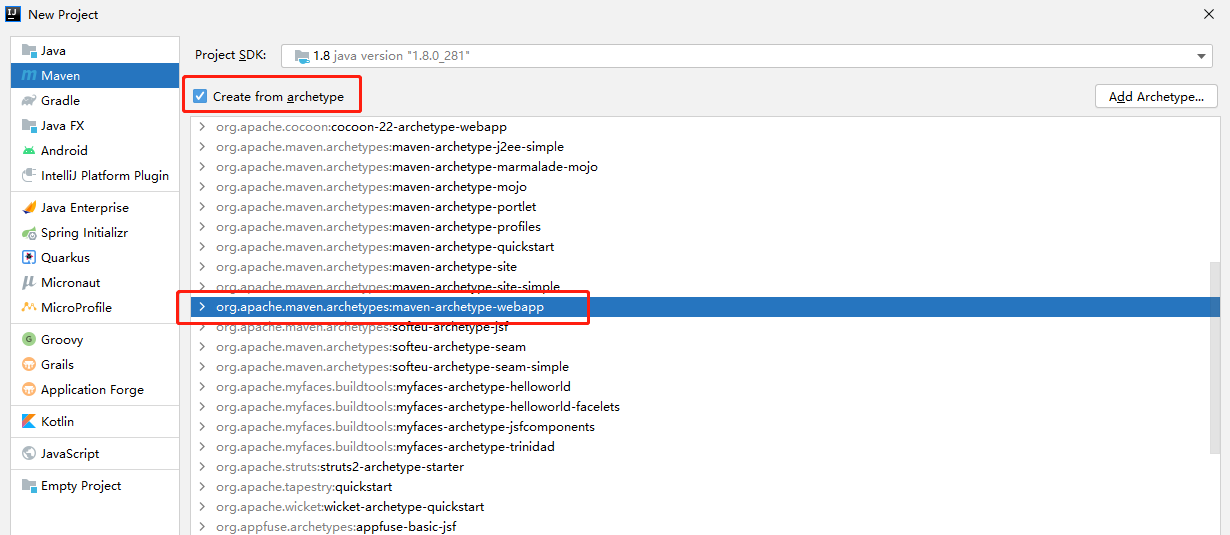 New Project
Java
Maven
Gradle
Java FX
Android
IntelliJ Platform Plugin
Java Enterprise
Spring Initializr
Quarkus
Micronaut
MicroProfile
Groovy
Grails
Application Forge
Kotlin
JavaScript
Empty Project
Project SDK: 1.8 java version "1.8.0_281"
Create from archetype
Add Archetype...
org.apache.cocoon:cocoon-22-archetype-webapp
org.apache.maven.archetypes:maven-archetype-j2ee-simple
org.apache.maven.archetypes:maven-archetype-marmalade-mojo
org.apache.maven.archetypes:maven-archetype-mojo
org.apache.maven.archetypes:maven-archetype-portlet
org.apache.maven.archetypes:maven-archetype-profiles
org.apache.maven.archetypes:maven-archetype-quickstart
org.apache.maven.archetypes:maven-archetype-site
org.apache.maven.archetypes:maven-archetype-site-simple
org.apache.maven.archetypes:maven-archetype-webapp
org.apache.maven.archetypes:softeu-archetype-jsf
org.apache.maven.archetypes:softeu-archetype-seam
org.apache.maven.archetypes:softeu-archetype-seam-simple
org.apache.myfaces.buildtools:myfaces-archetype-helloworld
org.apache.myfaces.buildtools:myfaces-archetype-helloworld-facelets
org.apache.myfaces.buildtools:myfaces-archetype-jsfcomponents
org.apache.myfaces.buildtools:myfaces-archetype-trinidad
org.apache.struts:struts2-archetype-starter
org.apache.tapestry:quickstart
org.apache.wicket:wicket-archetype-quickstart
org.appfuse.archetypes:appfuse-basic-jsf